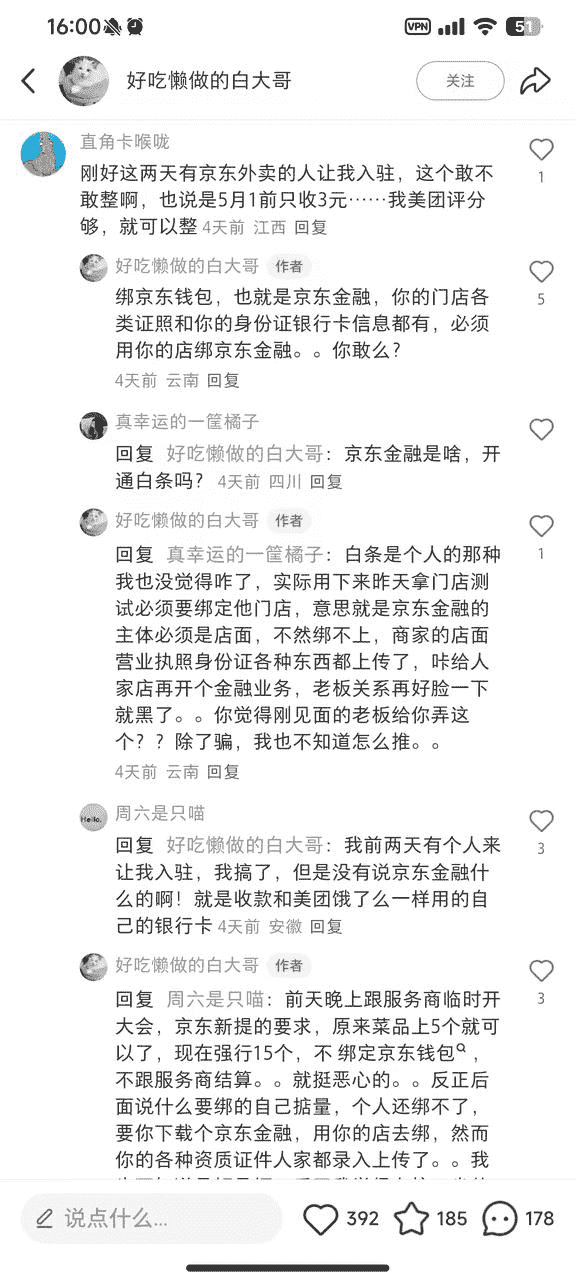 16:00
VPN
51
好吃懒做的白大哥
关注
直角卡喉咙
刚好这两天有京东外卖的人让我入驻，这个敢不
敢整啊，也说是5月1前只收3元……我美团评分
够，就可以整 4天前 江西 回复
1
好吃懒做的白大哥 作者
绑京东钱包，也就是京东金融，你的门店各
类证照和你的身份证银行卡信息都有，必须
用你的店绑京东金融。。你敢么？
5
4天前 云南 回复
真幸运的一筐橘子
回复 好吃懒做的白大哥：京东金融是啥，开
通白条吗？ 4天前 四川 回复
好吃懒做的白大哥 作者
回复 真幸运的一筐橘子：白条是个人的那种
我也没觉得咋了，实际用下来昨天拿门店测
试必须要绑定他门店，意思就是京东金融的
主体必须是店面，不然绑不上，商家的店面
营业执照身份证各种东西都上传了，咔给人
家店再开个金融业务，老板关系再好脸一下
就黑了。。你觉得刚见面的老板给你弄这
个？？除了骗，我也不知道怎么推。。
1
4天前 云南 回复
周六是只喵
回复 好吃懒做的白大哥：我前两天有个人来
让我入驻，我搞了，但是没有说京东金融什
么的啊！就是收款和美团饿了么一样用的自
己的银行卡 4天前 安徽 回复
3
好吃懒做的白大哥 作者
回复 周六是只喵：前天晚上跟服务商临时开
大会，京东新提的要求，原来菜品上5个就可
以了，现在强行15个，不 绑定京东钱包，
不跟服务商结算。。就挺恶心的。。反正后
面说什么要绑的自己掂量，个人还绑不了，
要你下载个京东金融，用你的店去绑，然而
你的各种资质证件人家都录入上传了。。我
3
说点什么...
392
185
178
Hello.